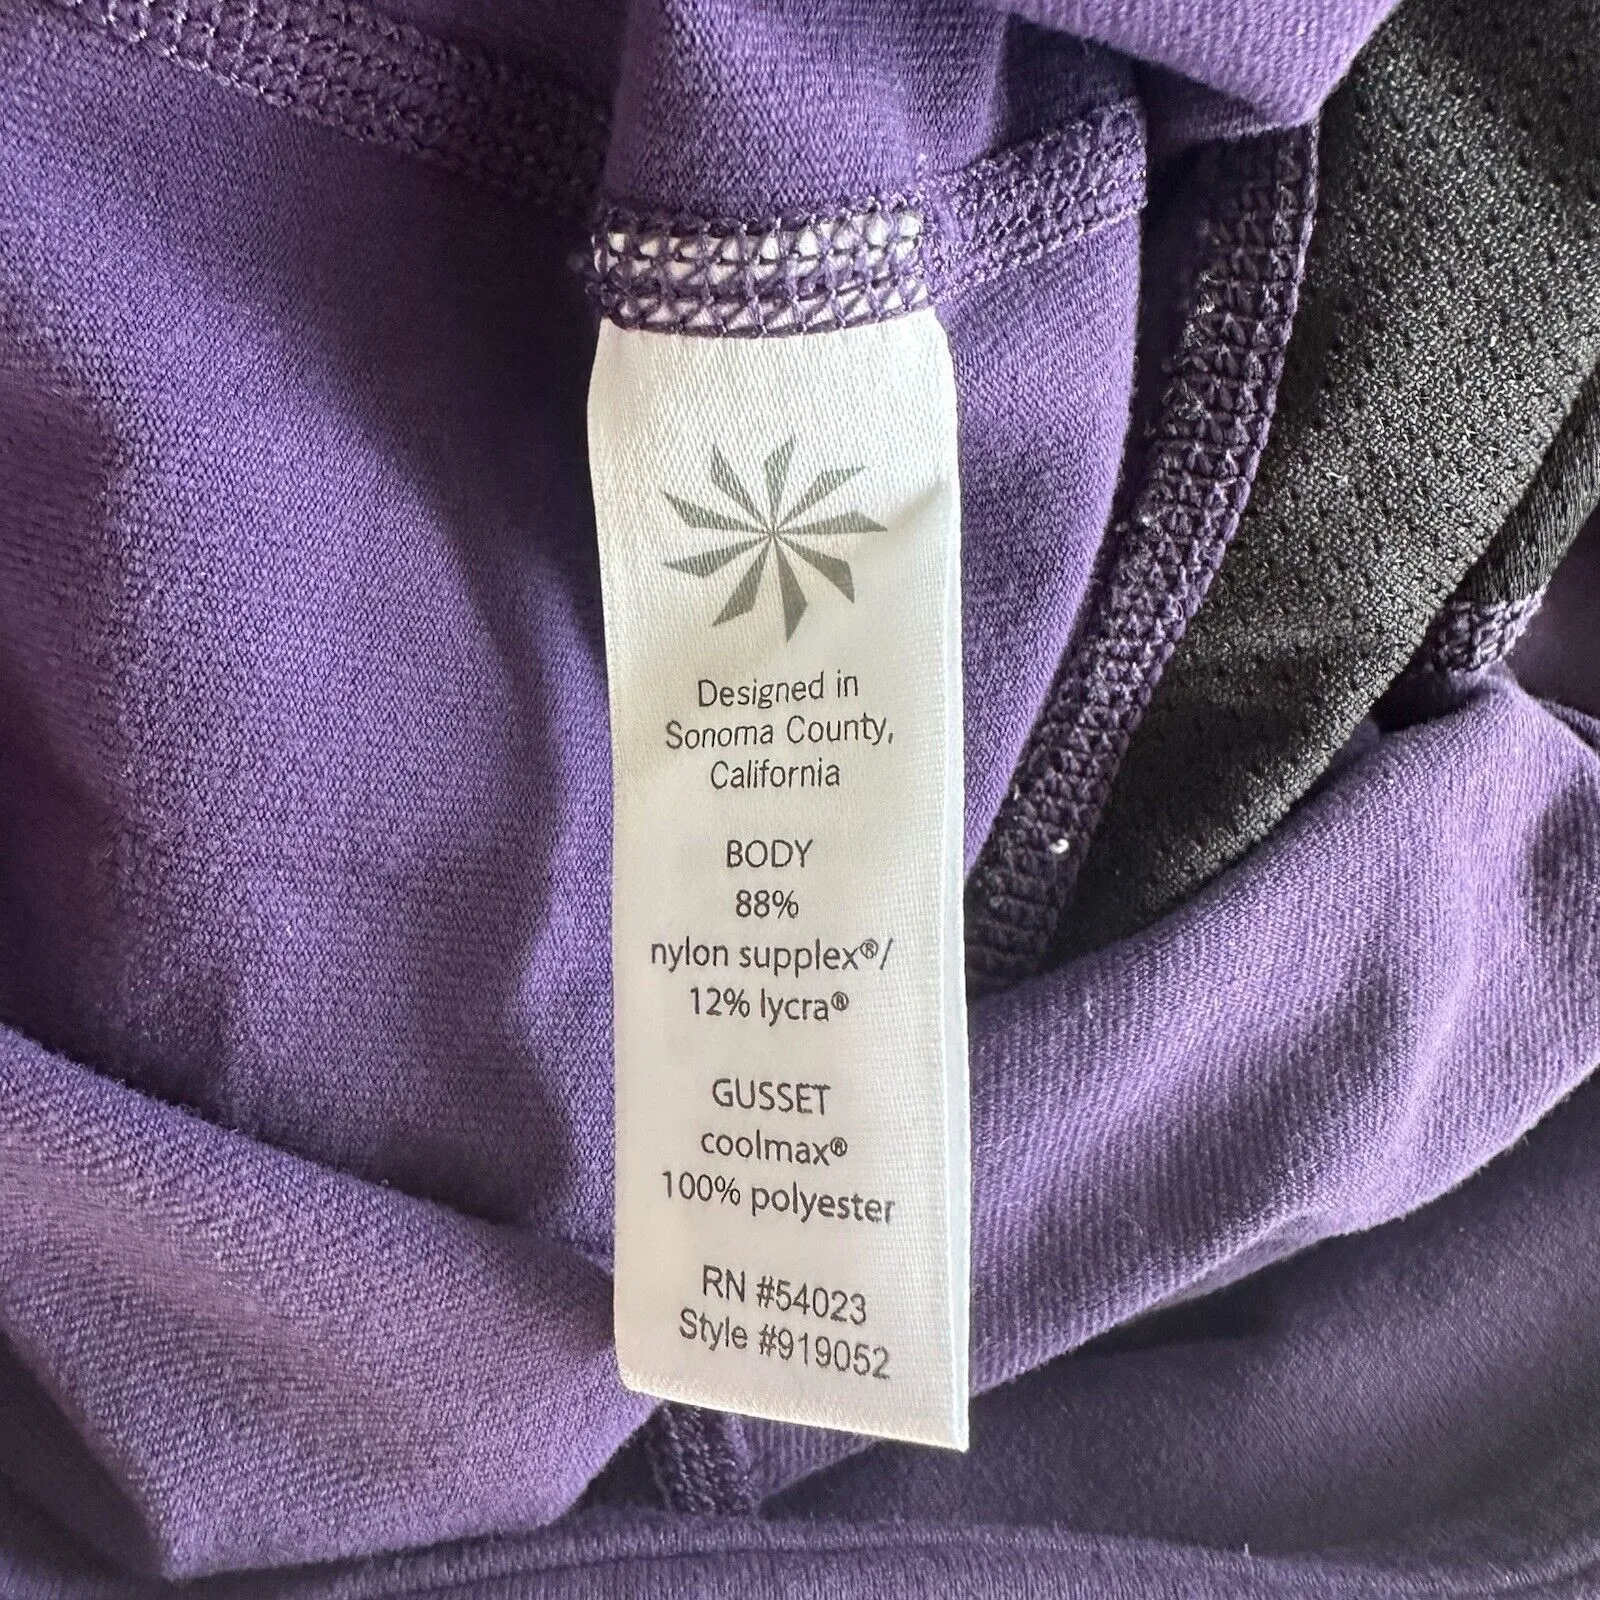 Designed in
Sonoma County,
California
BODY
88%
nylon supplex®/
12% lycra®
GUSSET
coolmax®
100% polyester
RN #54023
Style #919052